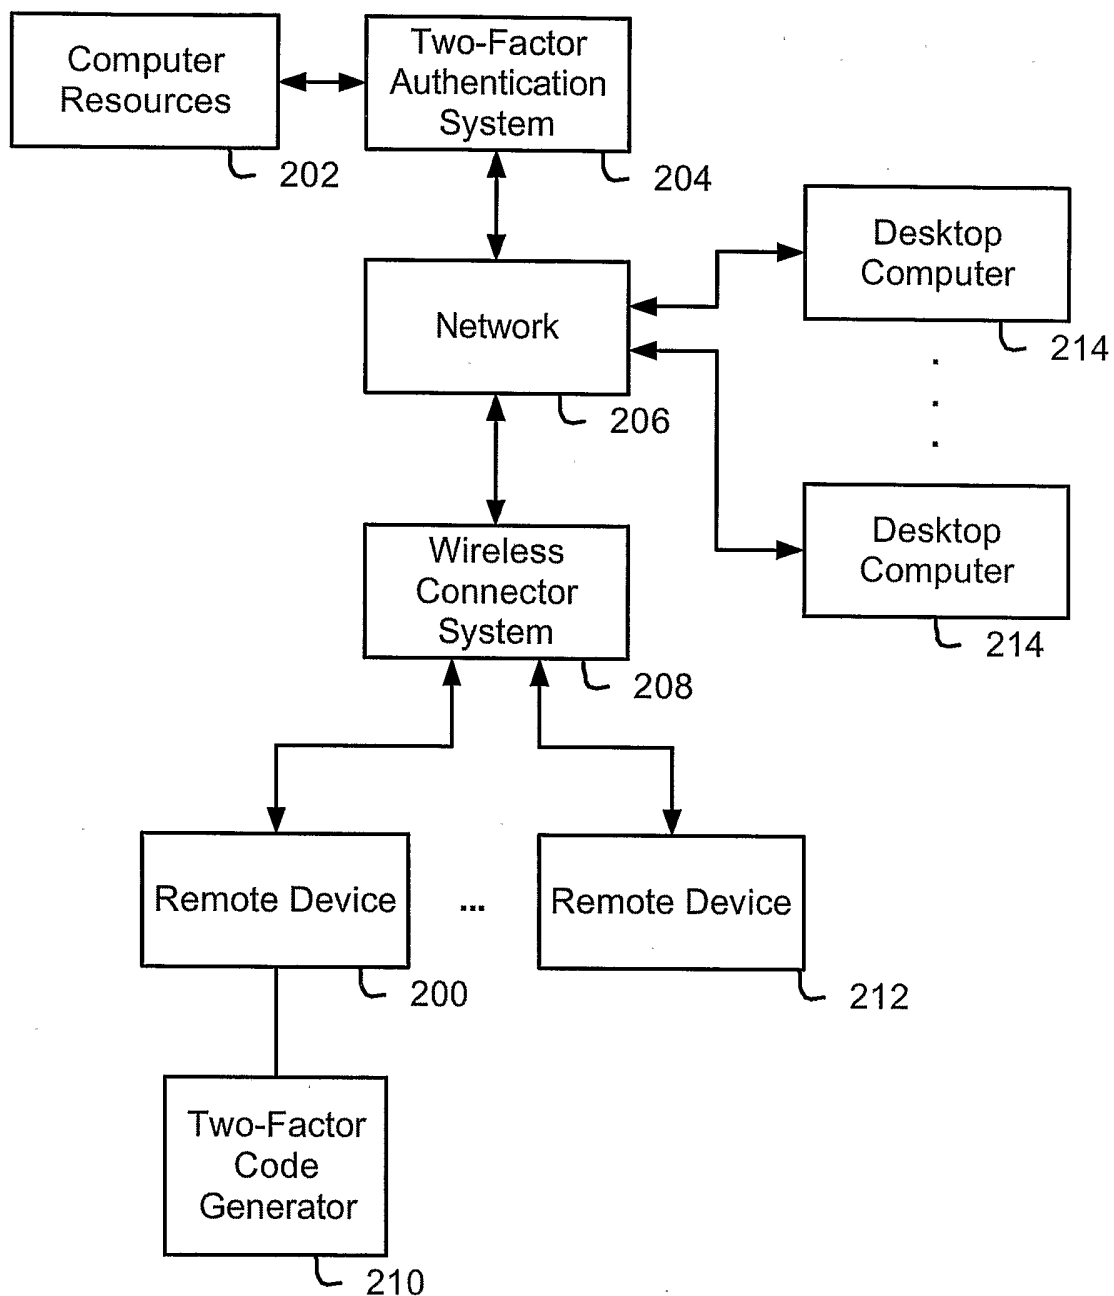 Computer
Resources
202
Two-Factor
Authentication
System
204
Desktop
Computer
214
Network
206
Desktop
Computer
214
Wireless
Connector
System
208
Remote Device
200
...
Remote Device
212
Two-Factor
Code
Generator
210